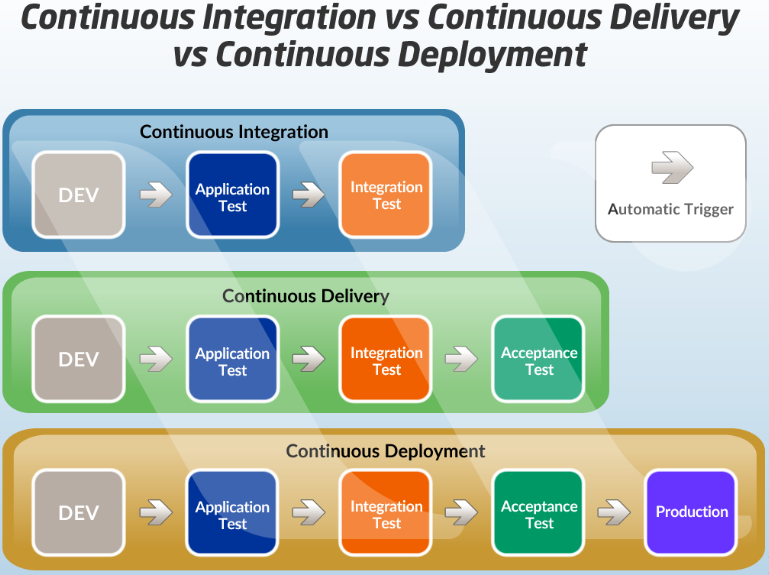 Continuous Integration vs Continuous Delivery
vs Continuous Deployment
Continuous Integration
DEV
Application
Test
Integration
Test
Automatic Trigger
Continuous Delivery
DEV
Application
Test
Integration
Test
Acceptance
Test
Continuous Deployment
DEV
Application
Test
Integration
Test
Acceptance
Test
Production